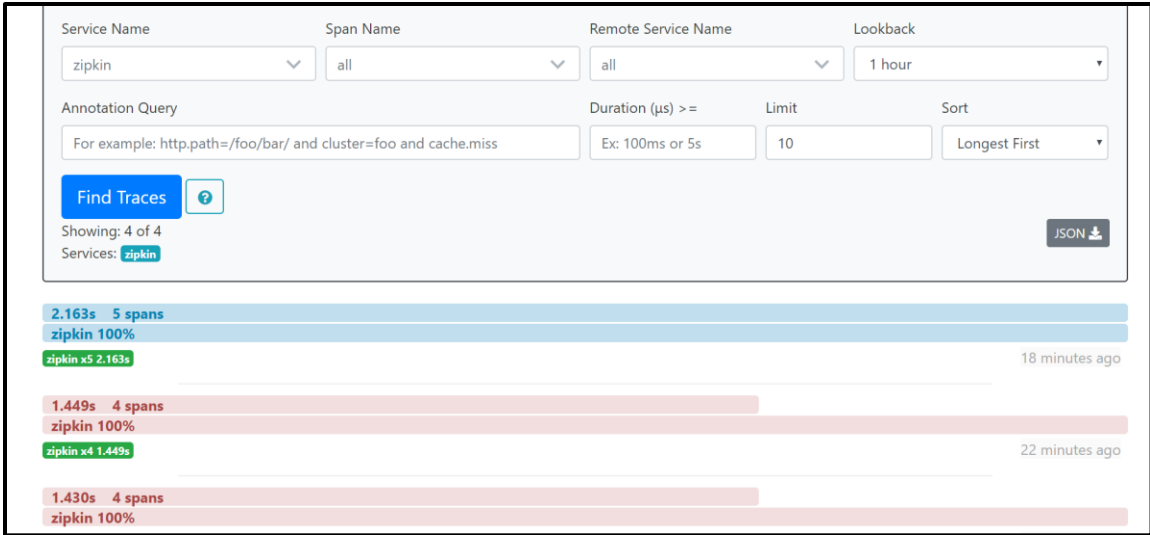 Service Name Span Name Remote Service Name Lookback
zipkin all all 1 hour
Annotation Query Duration (μs) >= Limit Sort
For example: http.path=/foo/bar/ and cluster=foo and cache.miss Ex: 100ms or 5s 10 Longest First
Find Traces
Showing: 4 of 4 JSON
Services: zipkin
2.163s 5 spans
zipkin 100%
zipkin x5 2.163s 18 minutes ago
1.449s 4 spans
zipkin 100%
zipkin x4 1.449s 22 minutes ago
1.430s 4 spans
zipkin 100%